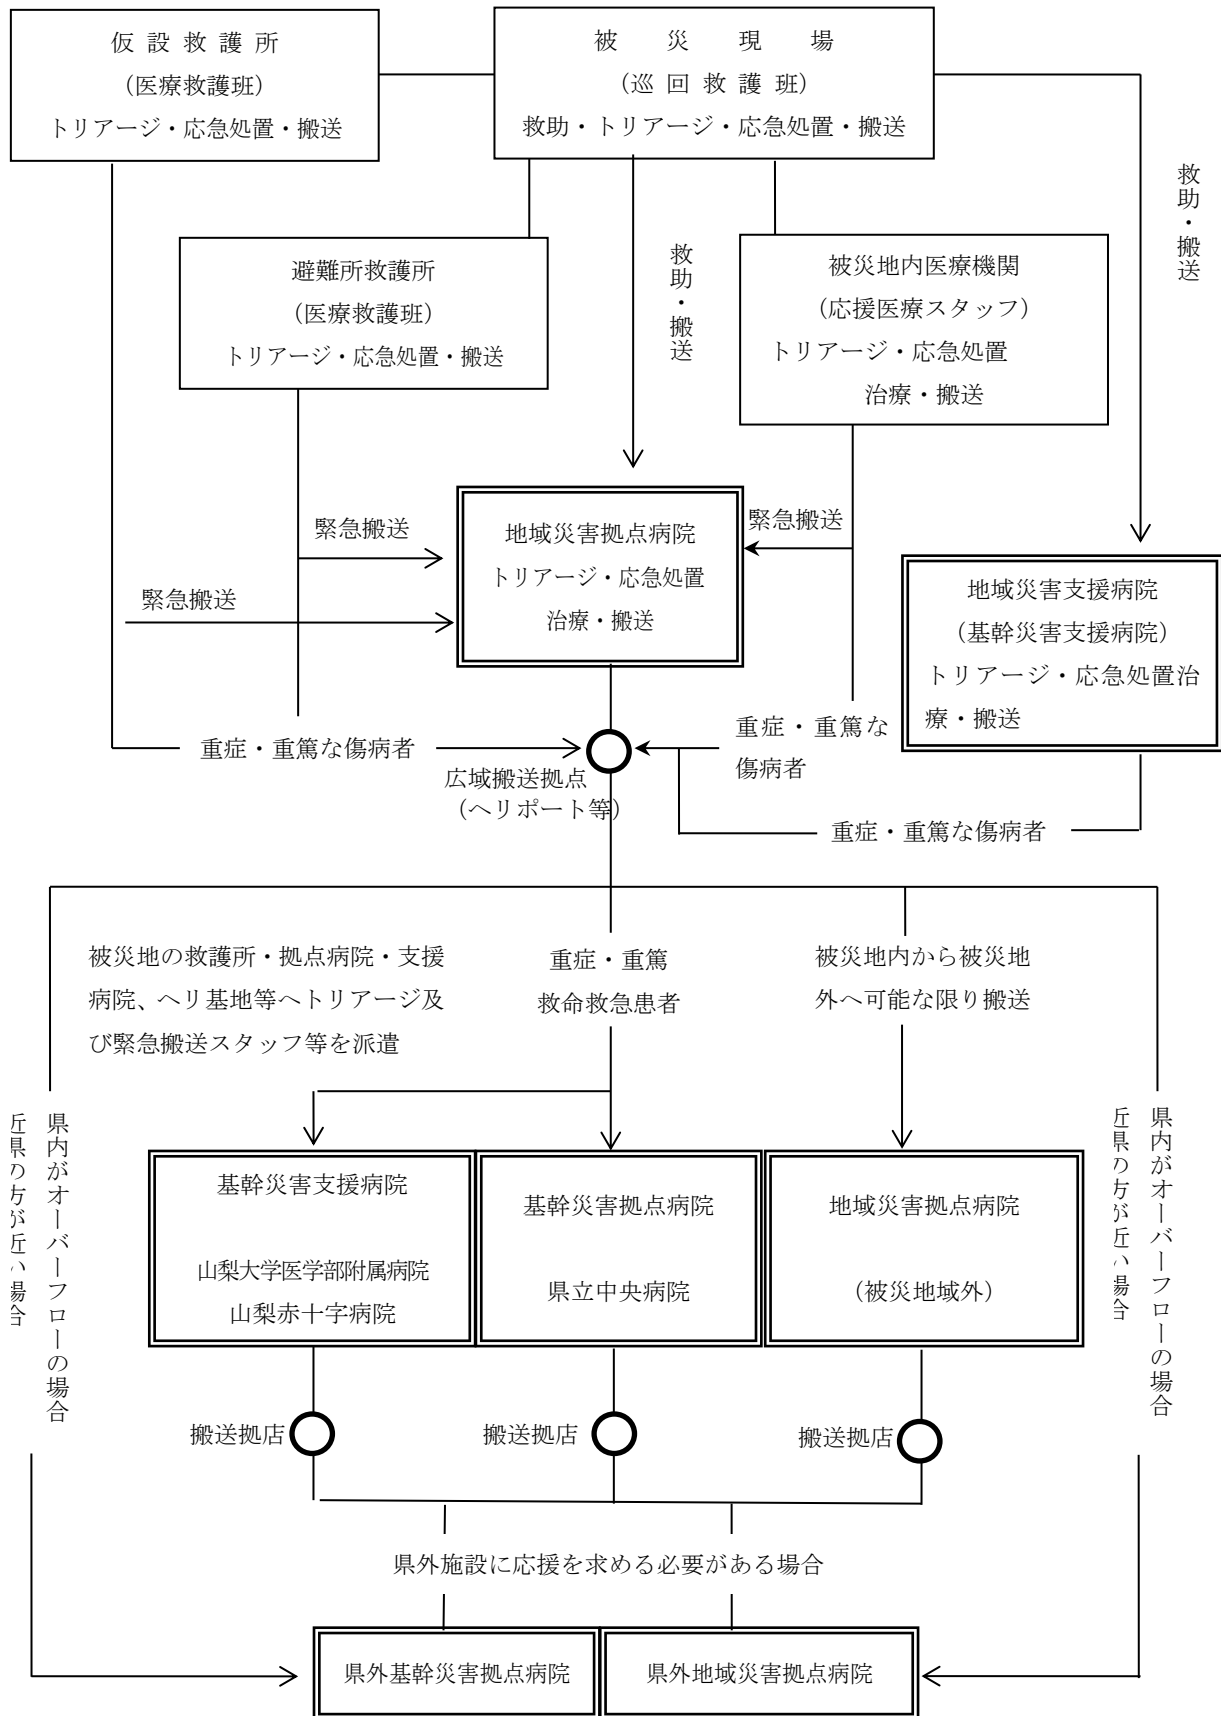 仮設救護所
(医療救護班)
トリアージ・応急処置・搬送
被災現場
(巡回救護班)
救助・トリアージ・応急処置・搬送
救助・搬送
避難所救護所
(医療救護班)
トリアージ・応急処置・搬送
救助・搬送
被災地内医療機関
(応援医療スタッフ)
トリアージ・応急処置
治療・搬送
緊急搬送
緊急搬送
地域災害拠点病院
トリアージ・応急処置
治療・搬送
緊急搬送
地域災害支援病院
(基幹災害支援病院)
トリアージ・応急処置治
療・搬送
重症・重篤な傷病者
重症・重篤な
傷病者
広域搬送拠点
(ヘリポート等)
重症・重篤な傷病者
被災地の救護所・拠点病院・支援
病院、ヘリ基地等へトリアージ及
び緊急搬送スタッフ等を派遣
重症・重篤
救命救急患者
被災地内から被災地
外へ可能な限り搬送
県内がオーバーフローの場合
近県の方が近い場合
県内がオーバーフローの場合
近県の方が近い場合
基幹災害支援病院
山梨大学医学部附属病院
山梨赤十字病院
基幹災害拠点病院
県立中央病院
地域災害拠点病院
(被災地域外)
搬送拠店
搬送拠店
搬送拠店
県外施設に応援を求める必要がある場合
県外基幹災害拠点病院
県外地域災害拠点病院